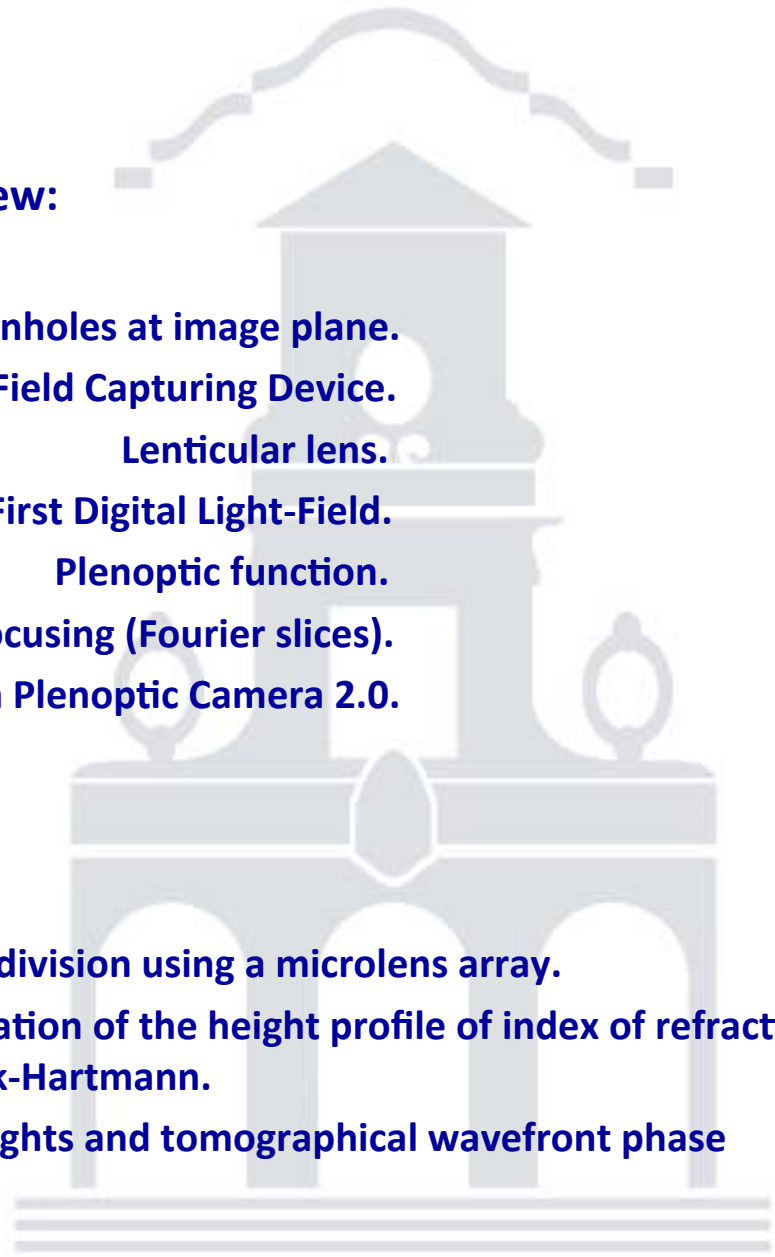 ew:
nholes at image plane.
Field Capturing Device.
Lenticular lens.
First Digital Light-Field.
Plenoptic function.
ocusing (Fourier slices).
Plenoptic Camera 2.0.
division using a microlens array.
ation of the height profile of index of refract
k-Hartmann.
ghts and tomographical wavefront phase